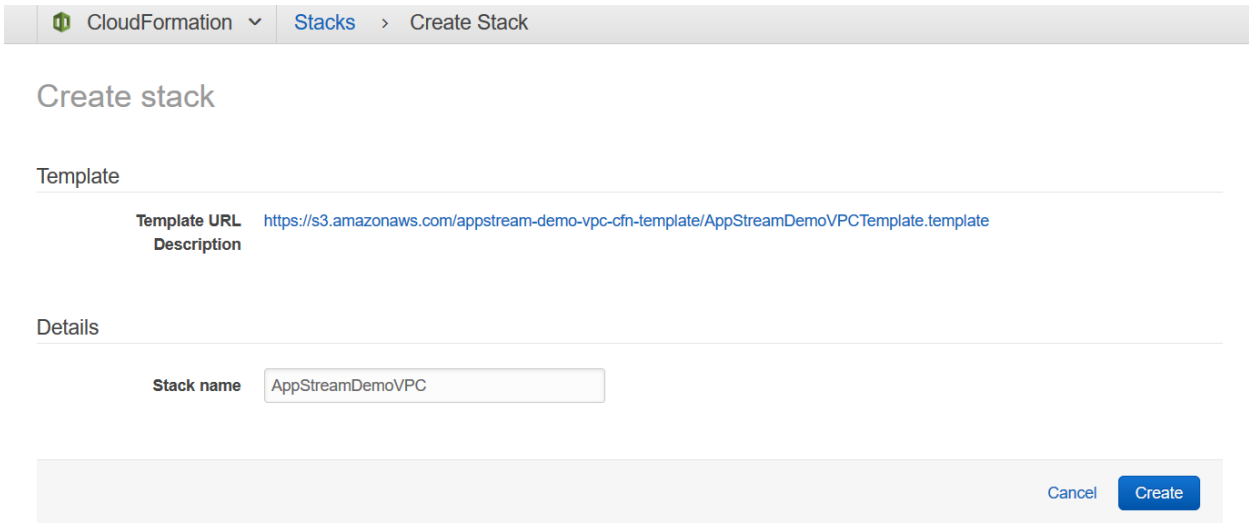 CloudFormation Stacks > Create Stack
Create stack
Template
Template URL https://s3.amazonaws.com/appstream-demo-vpc-cfn-template/AppStreamDemoVPCTemplate.template
Description
Details
Stack name AppStreamDemoVPC
Cancel Create